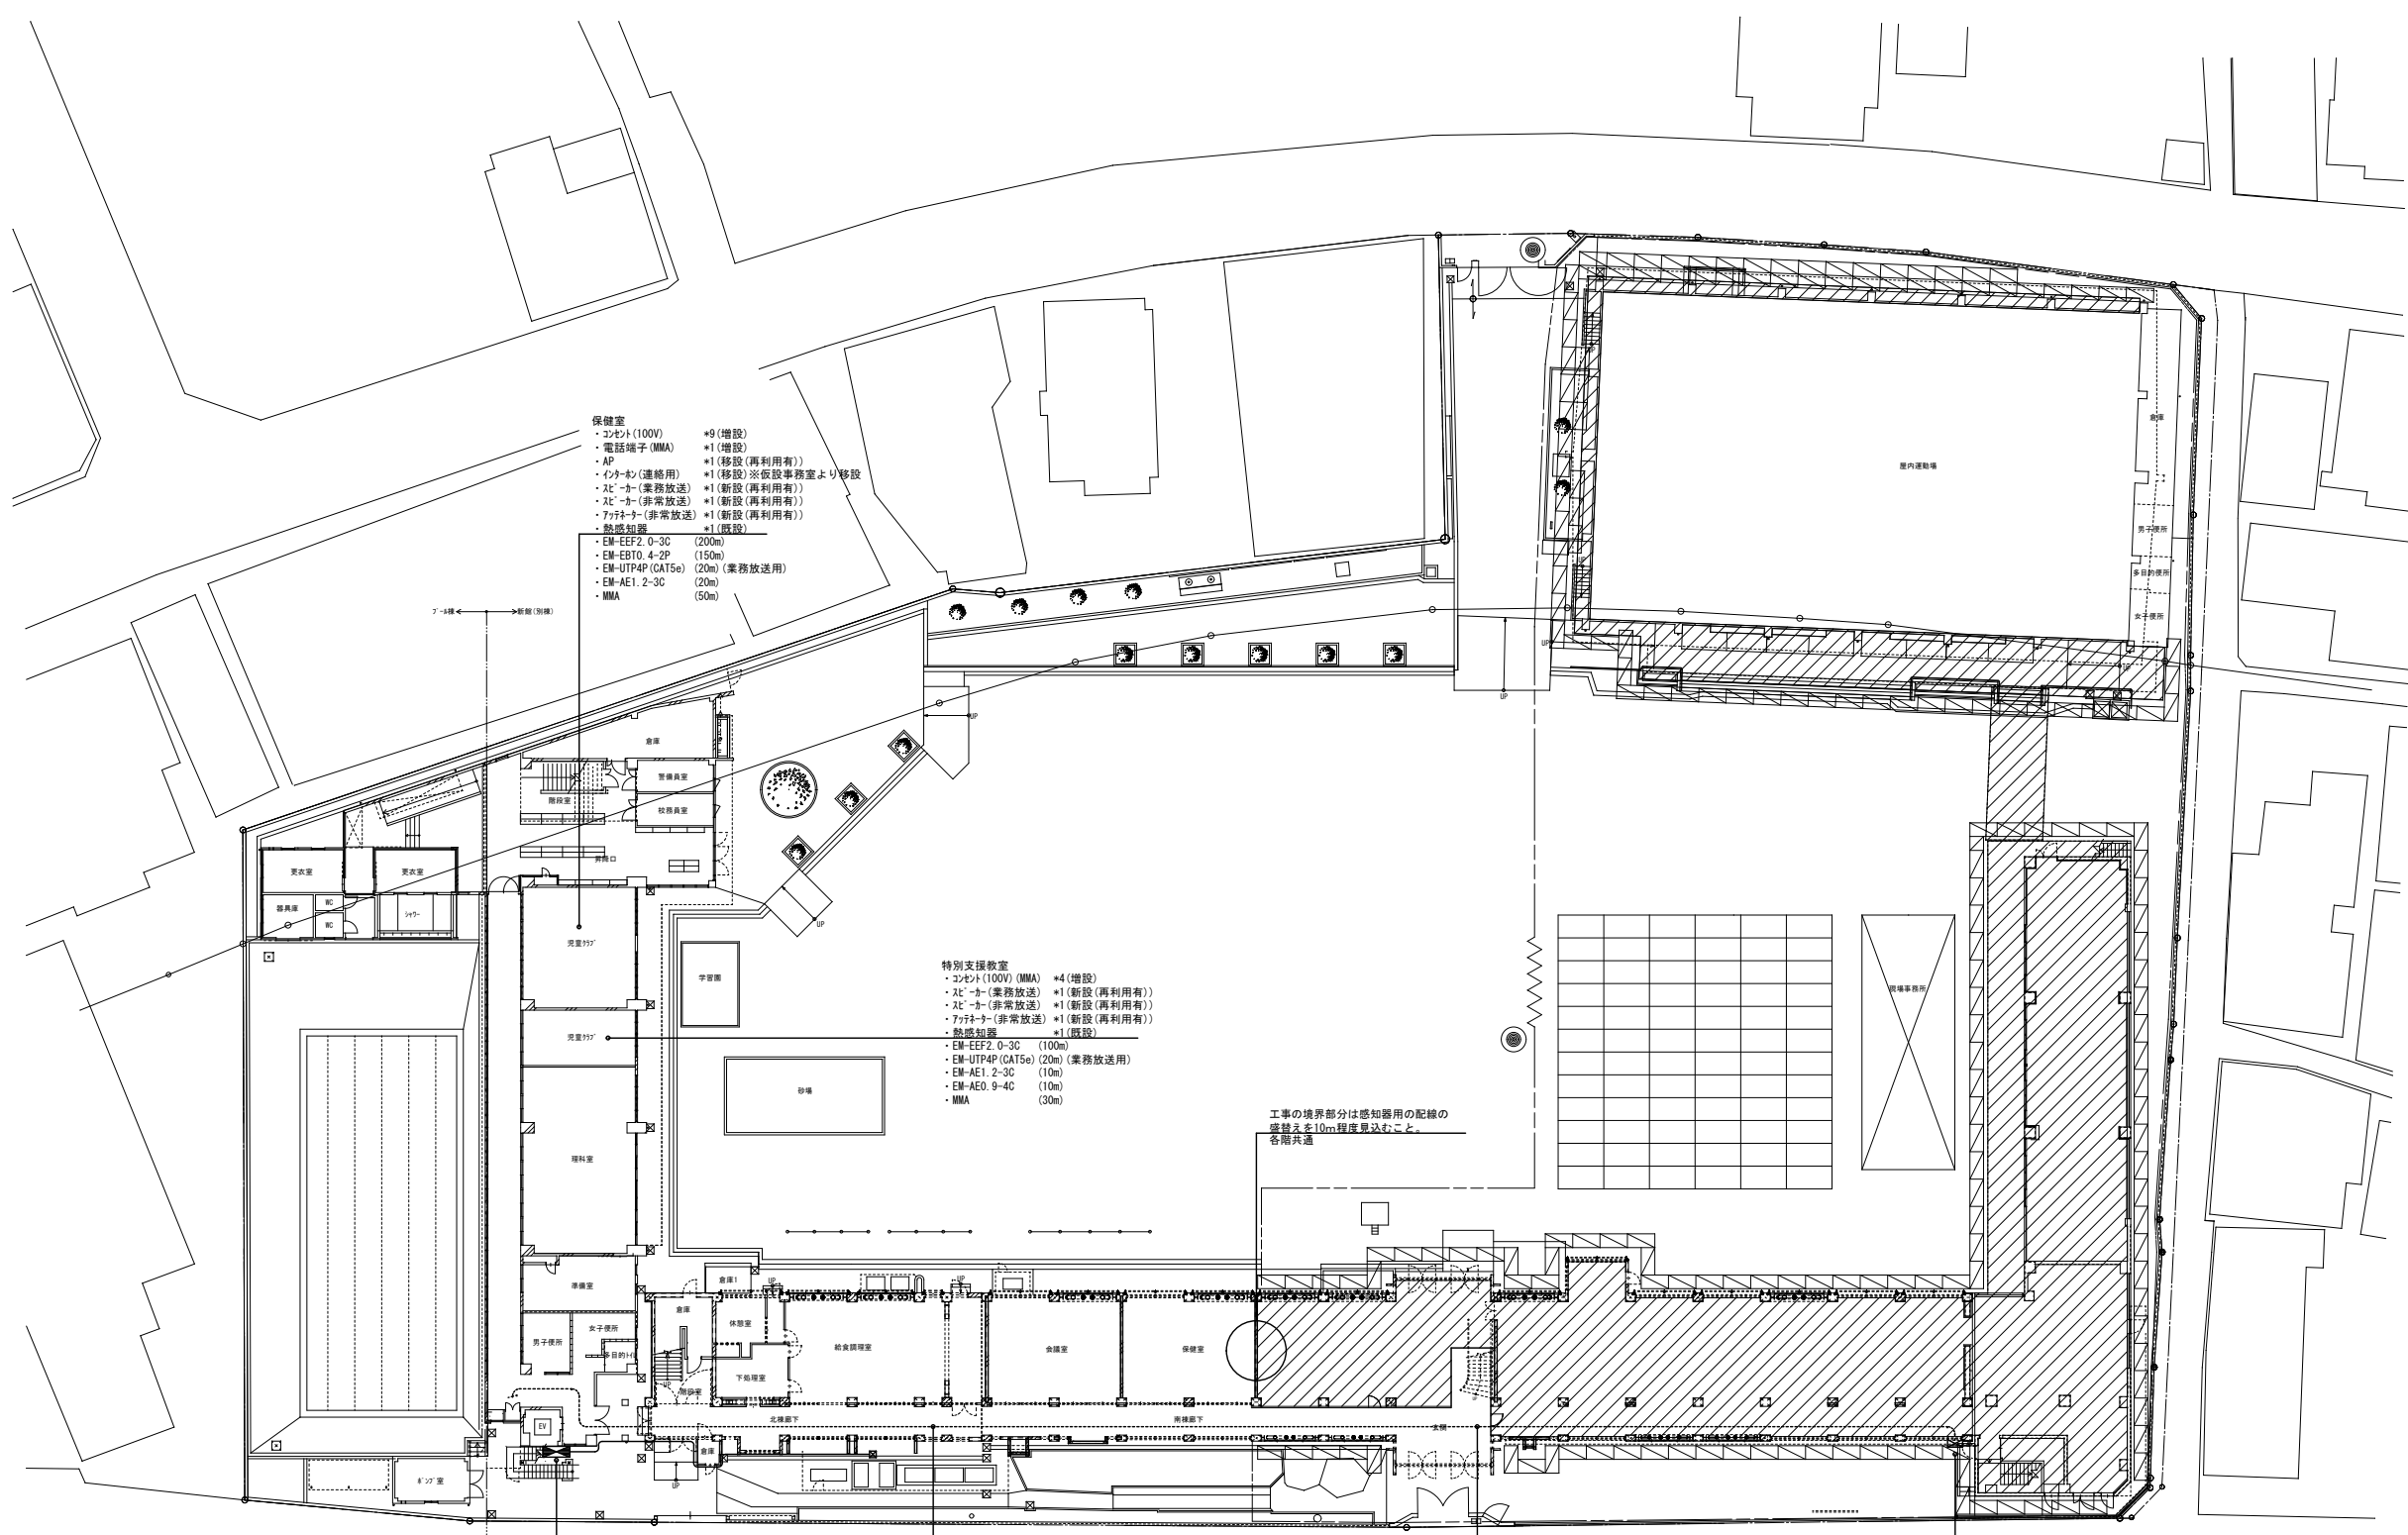 保健室
・ｺﾝｾﾝﾄ(100V) *9(増設)
・電話端子(MMA) *1(増設)
・AP *1(移設(再利用有))
・ｲﾝﾀｰﾎﾝ(連絡用) *1(移設)※仮設事務室より移設
・ｽﾋﾟｰｶｰ(業務放送) *1(新設(再利用有))
・ｽﾋﾟｰｶｰ(非常放送) *1(新設(再利用有))
・ｱｯﾃﾈｰﾀｰ(非常放送) *1(新設(再利用有))
・熱感知器 *1(既設)
・EM-EEF2.0-3C (200m)
・EM-EBT0.4-2P (150m)
・EM-UTP4P(CAT5e) (20m)(業務放送用)
・EM-AE1.2-3C (20m)
・MMA (50m)
ﾌﾟｰﾙ棟
新館(別棟)
屋内運動場
倉庫
男子便所
多目的便所
女子便所
UP
UP
UP
UP
UP
UP
倉庫
警備員室
階段室
校務員室
昇降口
更衣室
更衣室
器具庫
WC
WC
ｼｬﾜｰ
UP
児童ｸﾗﾌﾞ
学習園
特別支援教室
・ｺﾝｾﾝﾄ(100V)(MMA) *4(増設)
・ｽﾋﾟｰｶｰ(業務放送) *1(新設(再利用有))
・ｽﾋﾟｰｶｰ(非常放送) *1(新設(再利用有))
・ｱｯﾃﾈｰﾀｰ(非常放送) *1(新設(再利用有))
・熱感知器 *1(既設)
・EM-EEF2.0-3C (100m)
・EM-UTP4P(CAT5e)(20m)(業務放送用)
・EM-AE1.2-3C (10m)
・EM-AE0.9-4C (10m)
・MMA (30m)
現場事務所
児童ｸﾗﾌﾞ
砂場
工事の境界部分は感知器用の配線の
盛替えを10m程度見込むこと。
各階共通
理科室
準備室
倉庫1
UP
UP
倉庫
休憩室
男子便所
女子便所
多目的ﾄｲﾚ
給食調理室
会議室
保健室
下処理室
UP
階段室
北棟廊下
南棟廊下
玄関
EV
倉庫
UP
ﾎﾟﾝﾌﾟ室